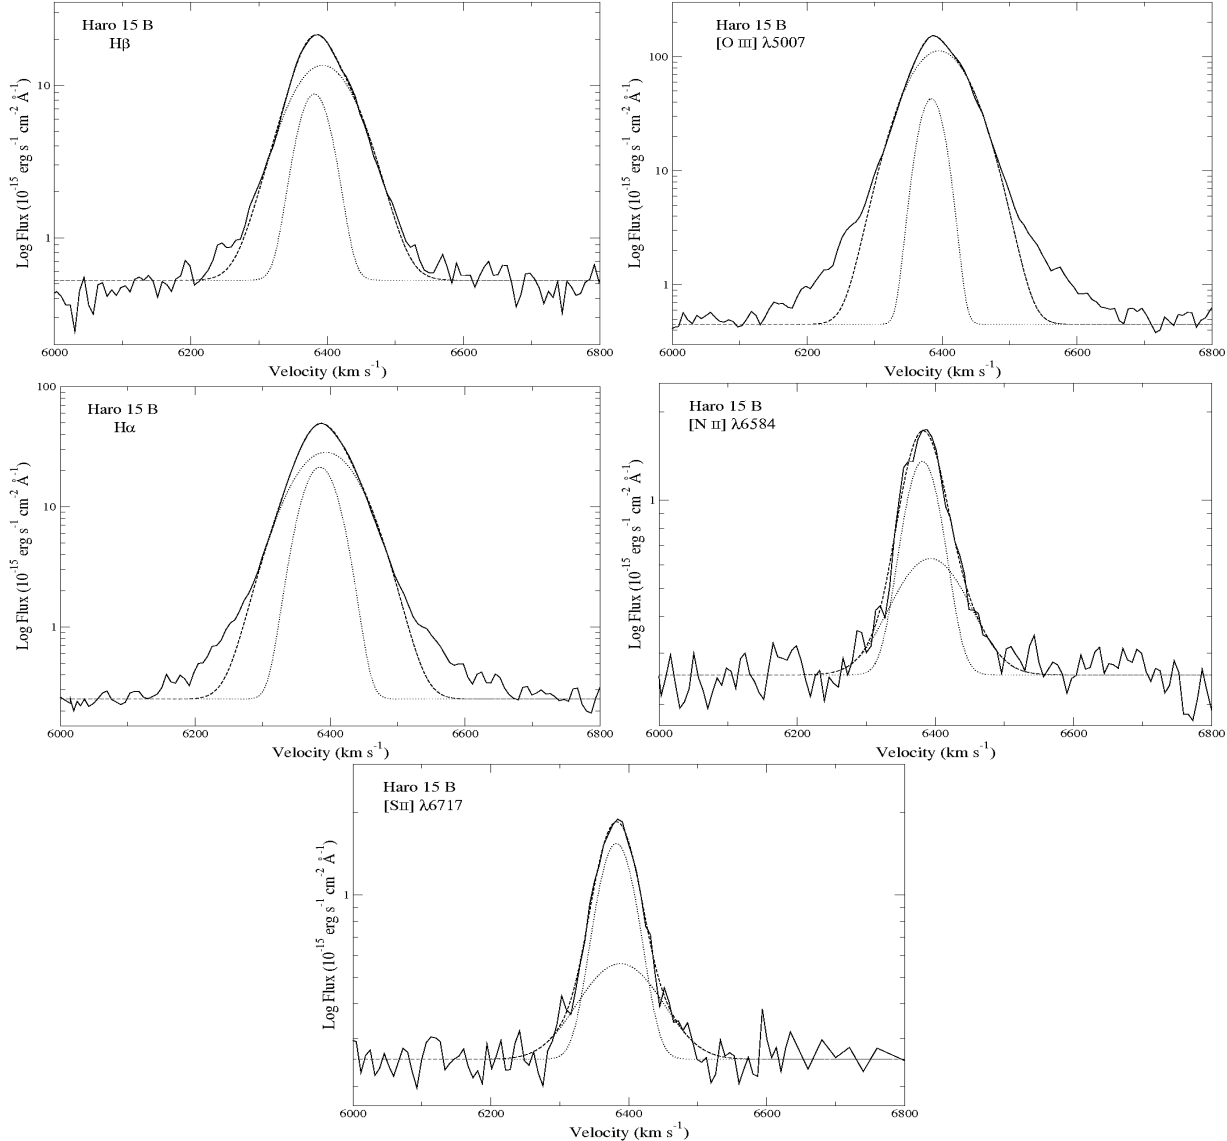 Haro 15 B
Hβ
10
1
Log Flux (10⁻¹⁵ erg s⁻¹ cm⁻² Å⁻¹)
6000 6200 6400 6600 6800
Velocity (km s⁻¹)
Haro 15 B
[O III] λ5007
100
10
1
Log Flux (10⁻¹⁵ erg s⁻¹ cm⁻² Å⁻¹)
6000 6200 6400 6600 6800
Velocity (km s⁻¹)
Haro 15 B
Hα
100
10
1
Log Flux (10⁻¹⁵ erg s⁻¹ cm⁻² Å⁻¹)
6000 6200 6400 6600 6800
Velocity (km s⁻¹)
Haro 15 B
[N II] λ6584
1
Log Flux (10⁻¹⁵ erg s⁻¹ cm⁻² Å⁻¹)
6000 6200 6400 6600 6800
Velocity (km s⁻¹)
Haro 15 B
[SII] λ6717
1
Log Flux (10⁻¹⁵ erg s⁻¹ cm⁻² Å⁻¹)
6000 6200 6400 6600 6800
Velocity (km s⁻¹)